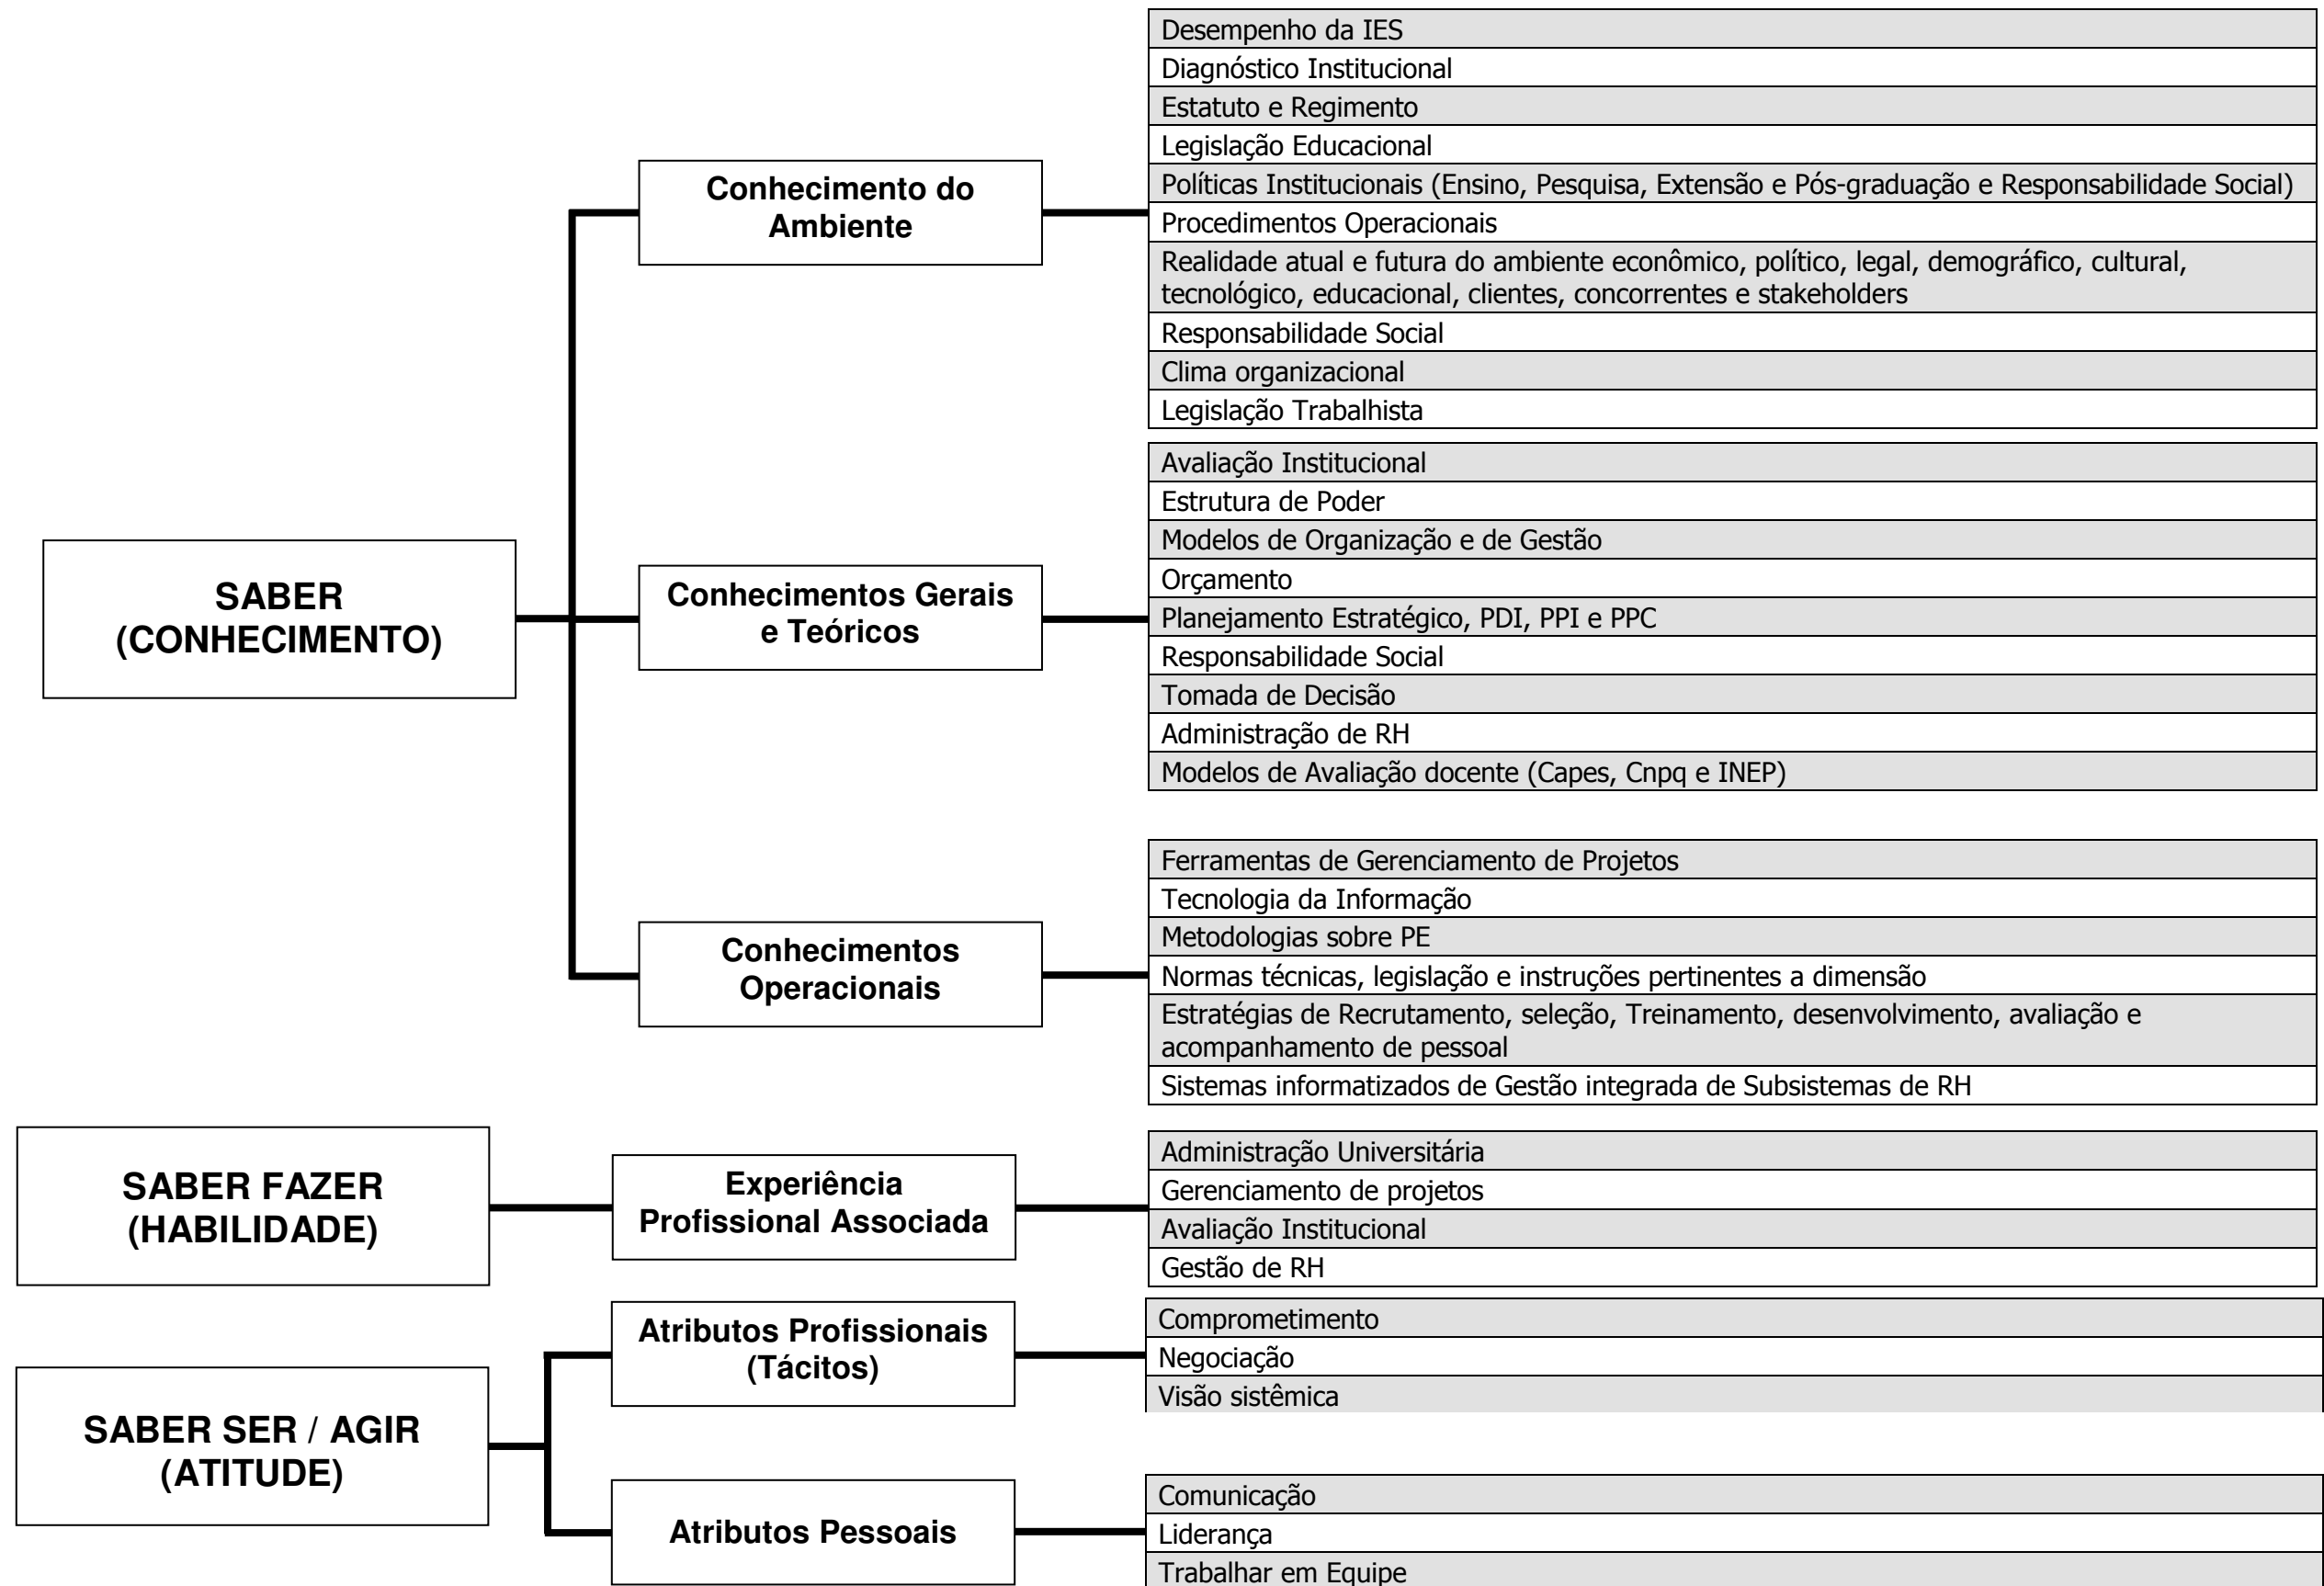 SABER
(CONHECIMENTO)
Conhecimento do
Ambiente
Desempenho da IES
Diagnóstico Institucional
Estatuto e Regimento
Legislação Educacional
Políticas Institucionais (Ensino, Pesquisa, Extensão e Pós-graduação e Responsabilidade Social)
Procedimentos Operacionais
Realidade atual e futura do ambiente econômico, político, legal, demográfico, cultural,
tecnológico, educacional, clientes, concorrentes e stakeholders
Responsabilidade Social
Clima organizacional
Legislação Trabalhista
Conhecimentos Gerais
e Teóricos
Avaliação Institucional
Estrutura de Poder
Modelos de Organização e de Gestão
Orçamento
Planejamento Estratégico, PDI, PPI e PPC
Responsabilidade Social
Tomada de Decisão
Administração de RH
Modelos de Avaliação docente (Capes, Cnpq e INEP)
Conhecimentos
Operacionais
Ferramentas de Gerenciamento de Projetos
Tecnologia da Informação
Metodologias sobre PE
Normas técnicas, legislação e instruções pertinentes a dimensão
Estratégias de Recrutamento, seleção, Treinamento, desenvolvimento, avaliação e
acompanhamento de pessoal
Sistemas informatizados de Gestão integrada de Subsistemas de RH
SABER FAZER
(HABILIDADE)
Experiência
Profissional Associada
Administração Universitária
Gerenciamento de projetos
Avaliação Institucional
Gestão de RH
SABER SER / AGIR
(ATITUDE)
Atributos Profissionais
(Tácitos)
Comprometimento
Negociação
Visão sistêmica
Atributos Pessoais
Comunicação
Liderança
Trabalhar em Equipe